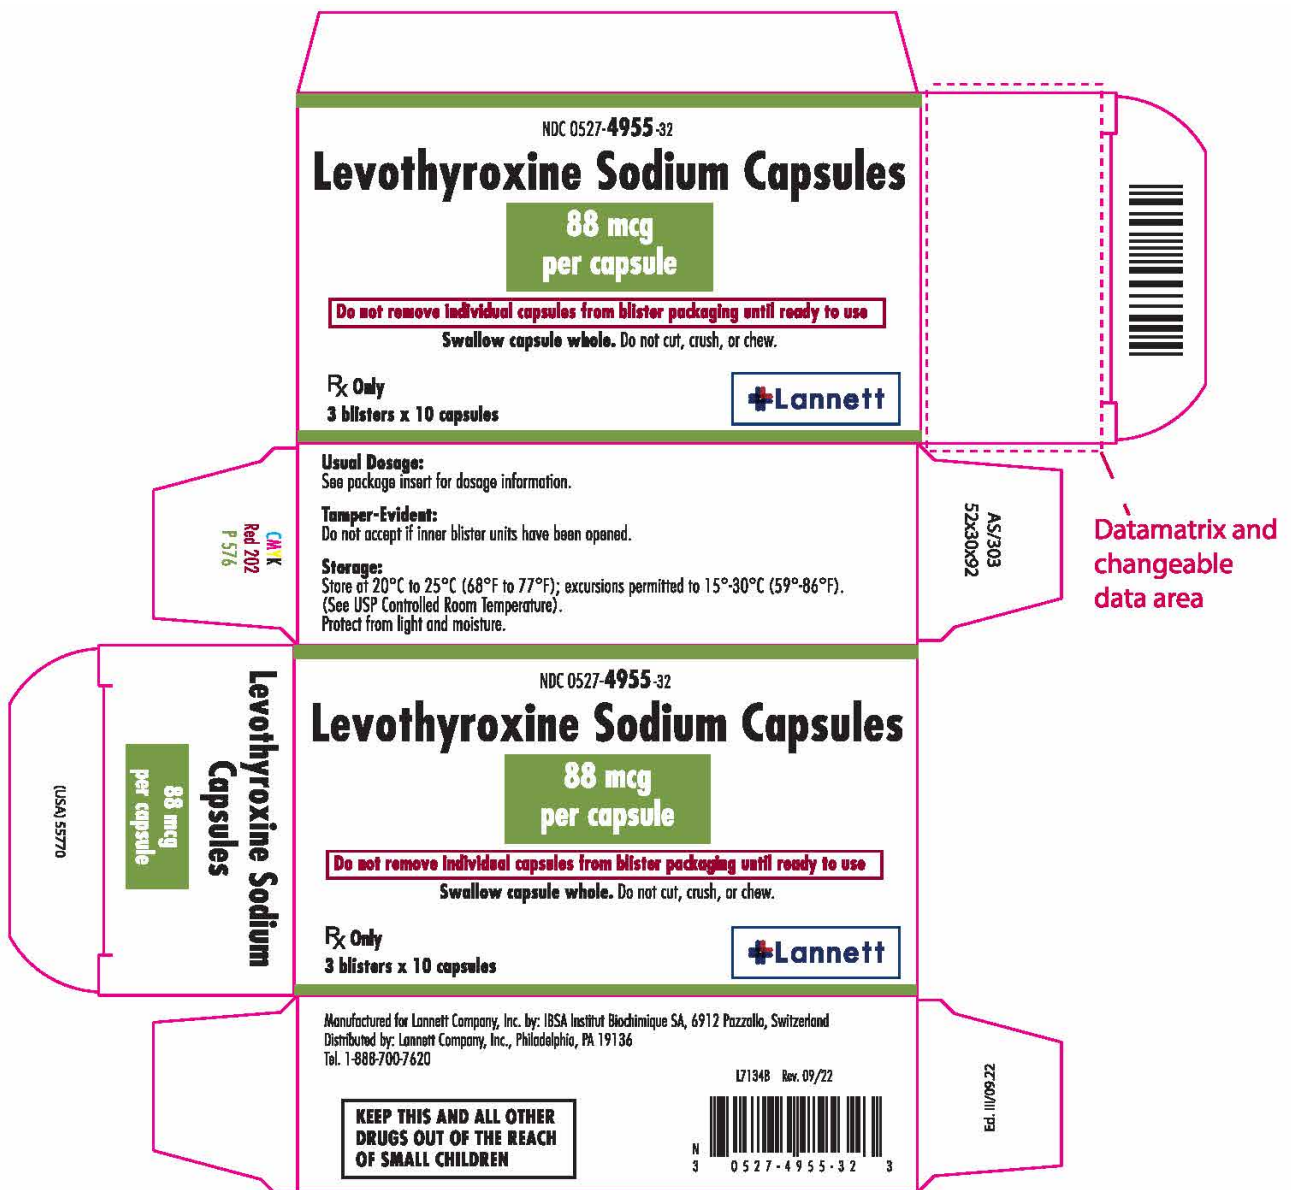 NDC 0527-4955-32
Levothyroxine Sodium Capsules
88 mcg
per capsule
Do not remove individual capsules from blister packaging until ready to use
Swallow capsule whole. Do not cut, crush, or chew.
Rx Only
3 blisters x 10 capsules
Lannett
Usual Dosage:
See package insert for dosage information.
Tamper-Evident:
Do not accept if inner blister units have been opened.
Storage:
Store at 20°C to 25°C (68°F to 77°F); excursions permitted to 15°-30°C (59°-86°F).
(See USP Controlled Room Temperature).
Protect from light and moisture.
CMYK
Red 202
P 576
AS/303
52x30x92
Datamatrix and
changeable
data area
NDC 0527-4955-32
Levothyroxine Sodium Capsules
88 mcg
per capsule
Do not remove individual capsules from blister packaging until ready to use
Swallow capsule whole. Do not cut, crush, or chew.
Rx Only
3 blisters x 10 capsules
Lannett
Levothyroxine Sodium
Capsules
88 mcg
per capsule
(USA) 55770
Manufactured for Lannett Company, Inc. by: IBSA Institut Biochimique SA, 6912 Pazzallo, Switzerland
Distributed by: Lannett Company, Inc., Philadelphia, PA 19136
Tel. 1-888-700-7620
L7134B Rev. 09/22
KEEP THIS AND ALL OTHER
DRUGS OUT OF THE REACH
OF SMALL CHILDREN
N
3 0527-4955-32 3
Ed. III/09.22